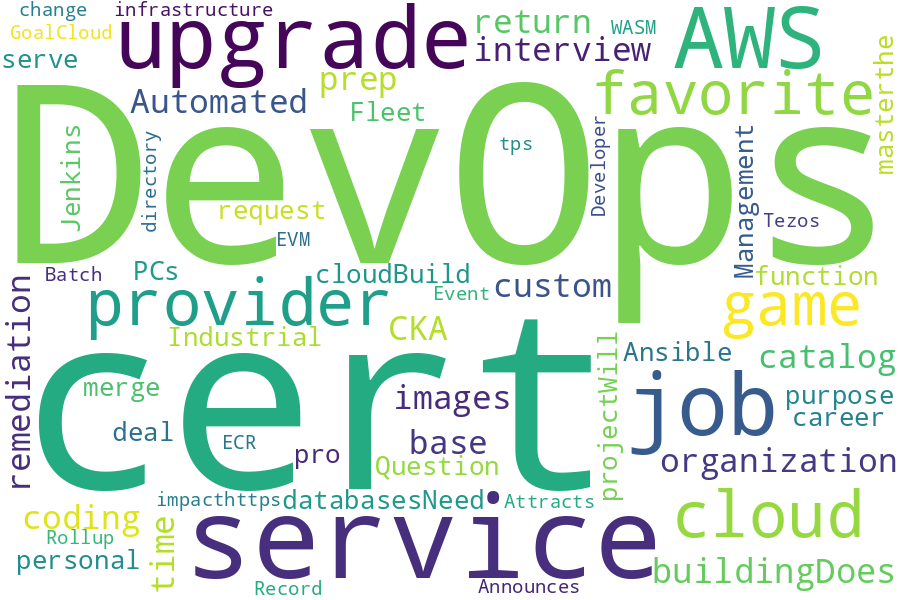 change
infrastructure
upgrade
return
WASM
AWS
GoalCloud
serve
interview
prep
favorite
masterthe
Automated
Fleet
DevOps
Jenkins
directory
tps
Developer
Management
request
EVM
Tezos
Batch
PCs
cloudBuild
Event
custom
function
remediation
provider
game
Industrial
CKA
projectWill
Ansible
catalog
cert
merge
images
job
purpose
career
deal
ECR
base
pro
Question
organization
impacthttps
databasesNeed
Attracts
coding
time
service
cloud
Rollup
personal
buildingDoes
Record
Announces